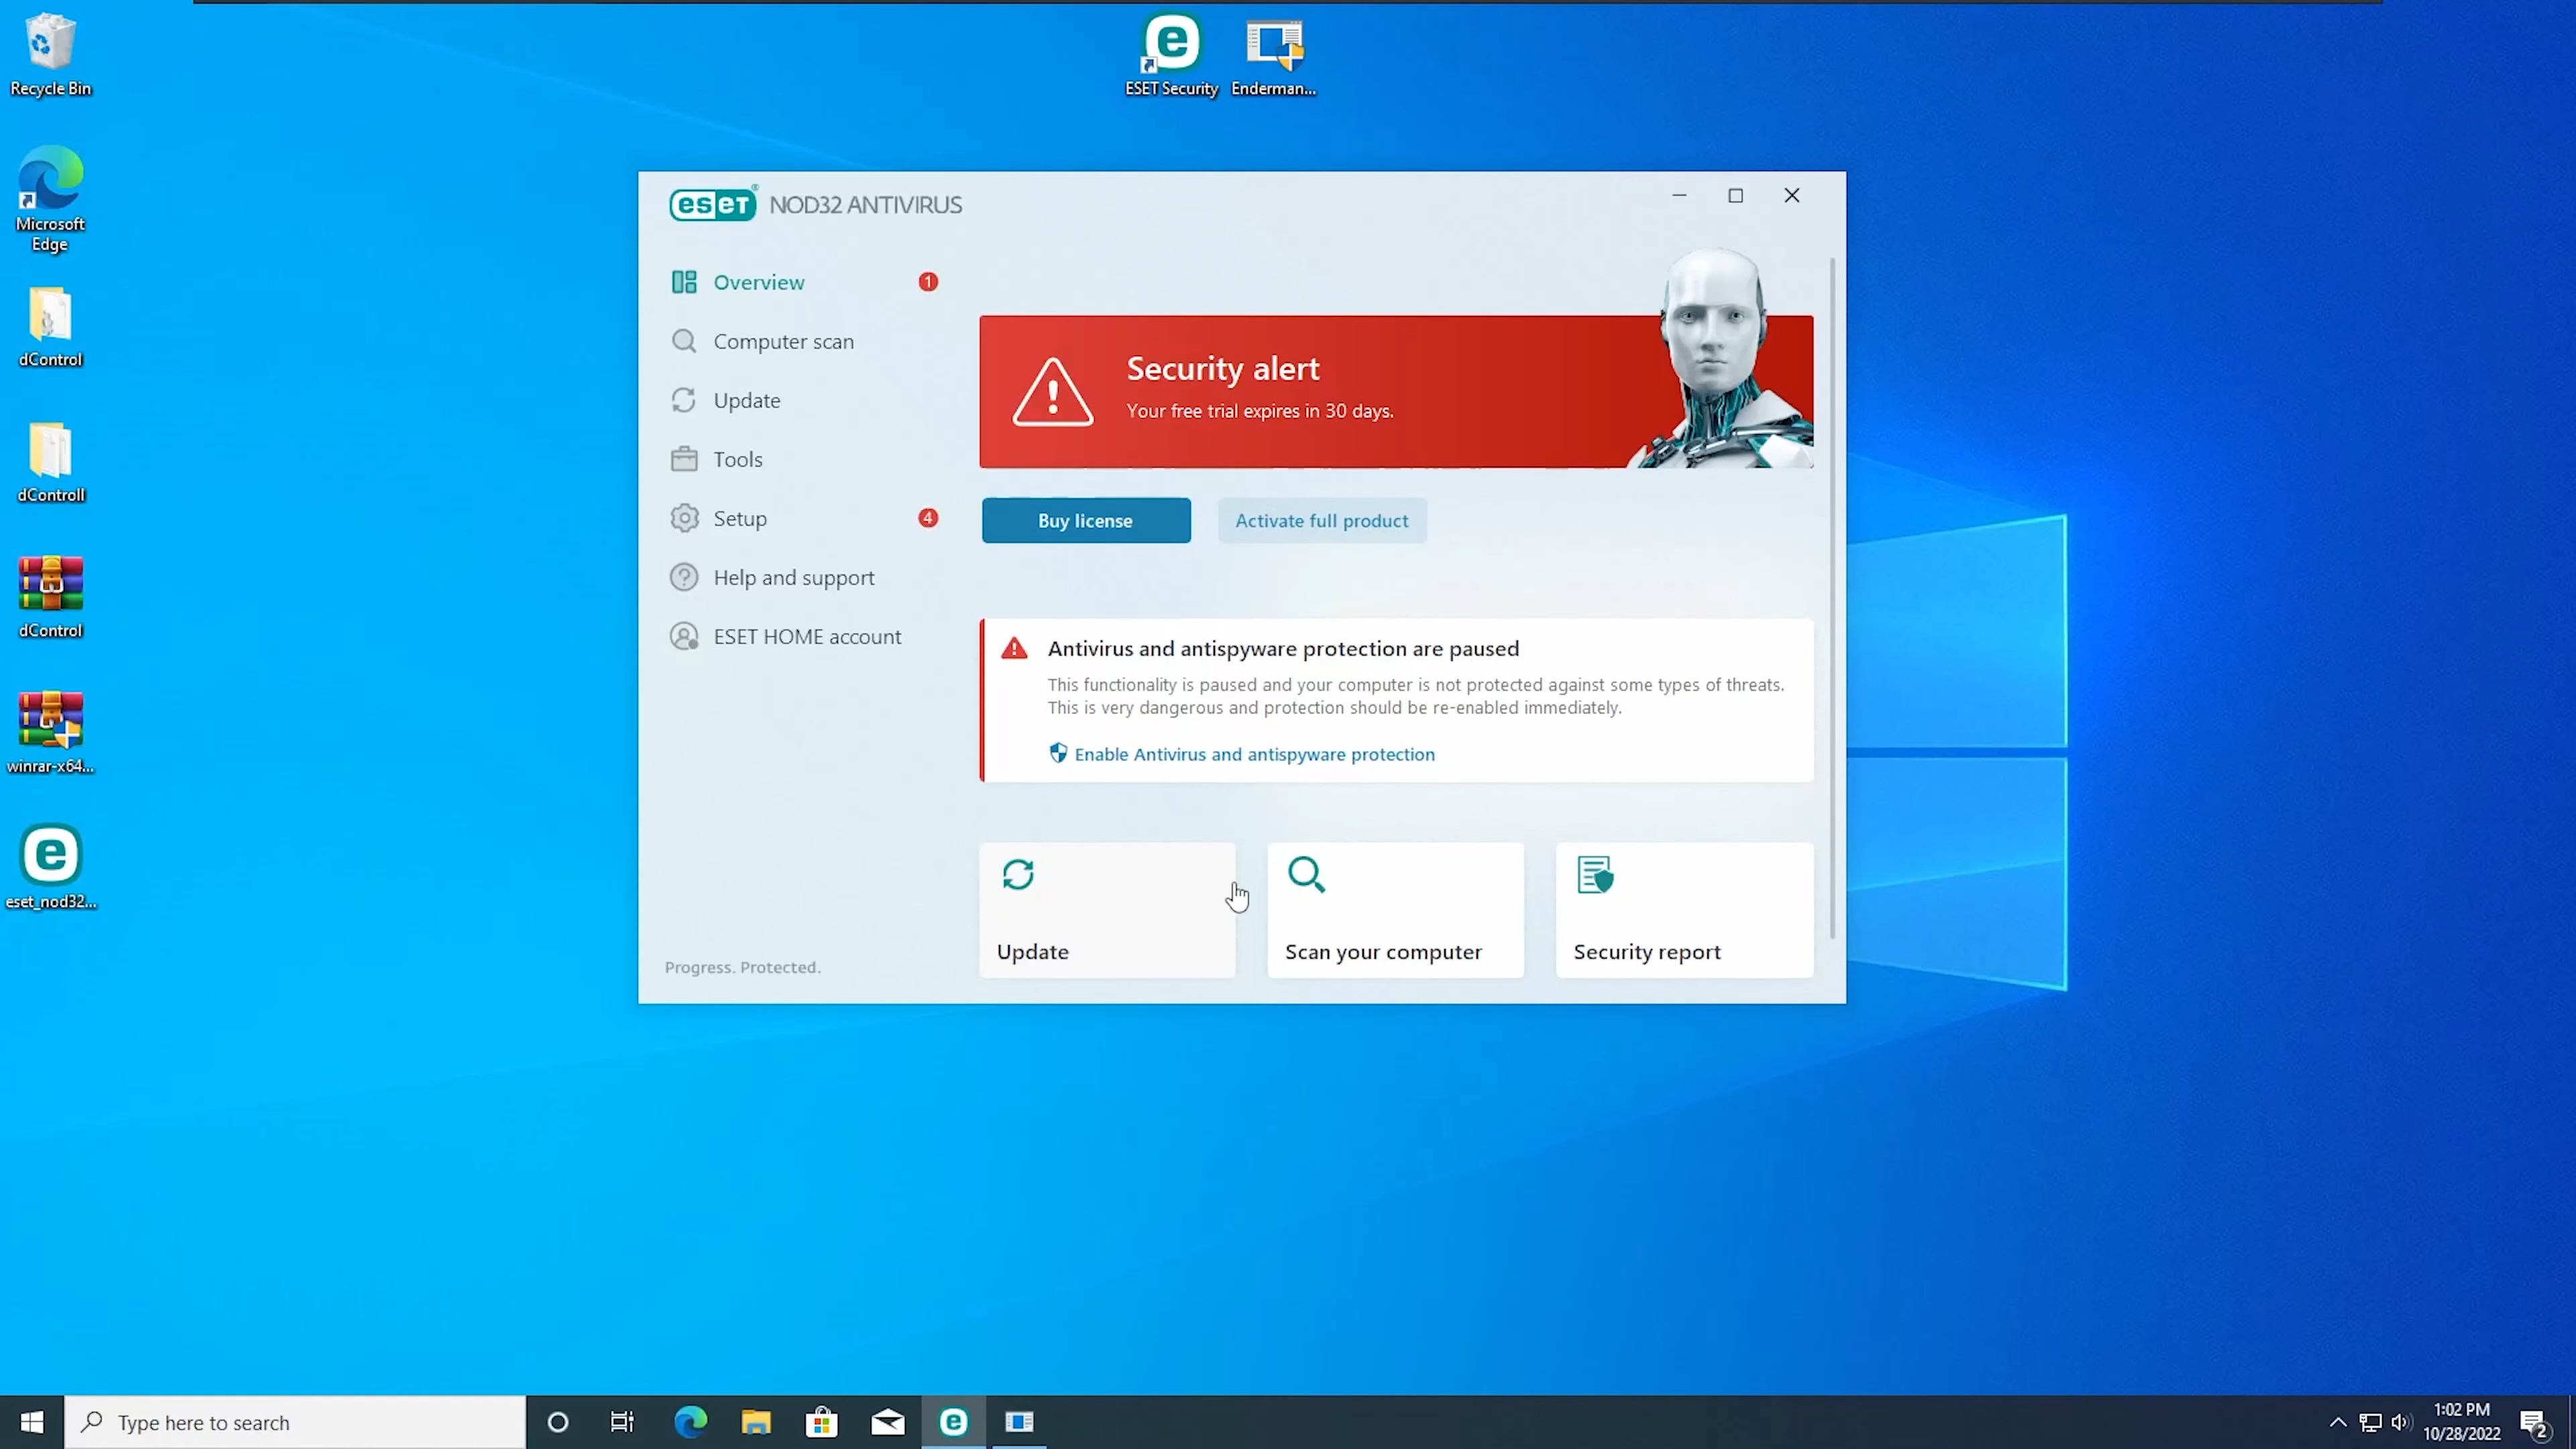 Recycle Bin
ESET Security
Enderman...
Microsoft
Edge
dControl
dControll
dControl
winrar-x64...
eset_nod32...
eset® NOD32 ANTIVIRUS
Overview
1
Computer scan
Update
Tools
Setup
4
Help and support
ESET HOME account
Progress. Protected.
Security alert
Your free trial expires in 30 days.
Buy license
Activate full product
Antivirus and antispyware protection are paused
This functionality is paused and your computer is not protected against some types of threats.
This is very dangerous and protection should be re-enabled immediately.
Enable Antivirus and antispyware protection
Update
Scan your computer
Security report
Type here to search
1:02 PM
10/28/2022
2